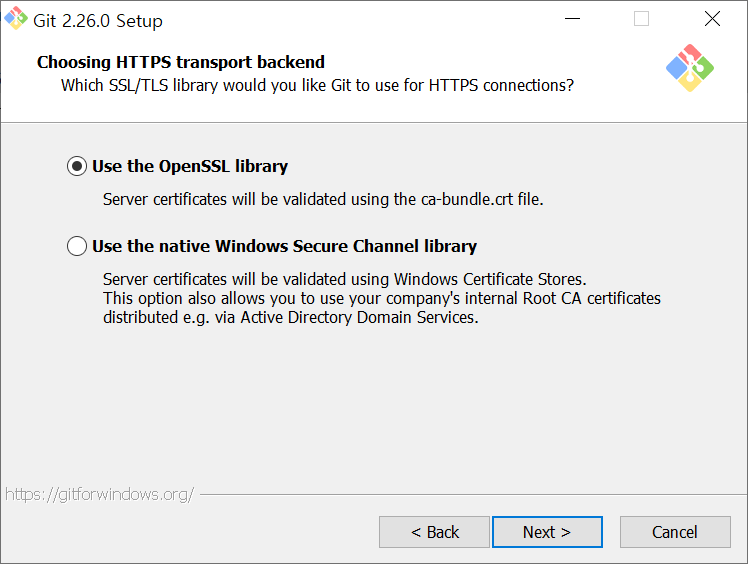 Git 2.26.0 Setup
Choosing HTTPS transport backend
Which SSL/TLS library would you like Git to use for HTTPS connections?
Use the OpenSSL library
Server certificates will be validated using the ca-bundle.crt file.
Use the native Windows Secure Channel library
Server certificates will be validated using Windows Certificate Stores.
This option also allows you to use your company's internal Root CA certificates
distributed e.g. via Active Directory Domain Services.
https://gitforwindows.org/
< Back
Next >
Cancel